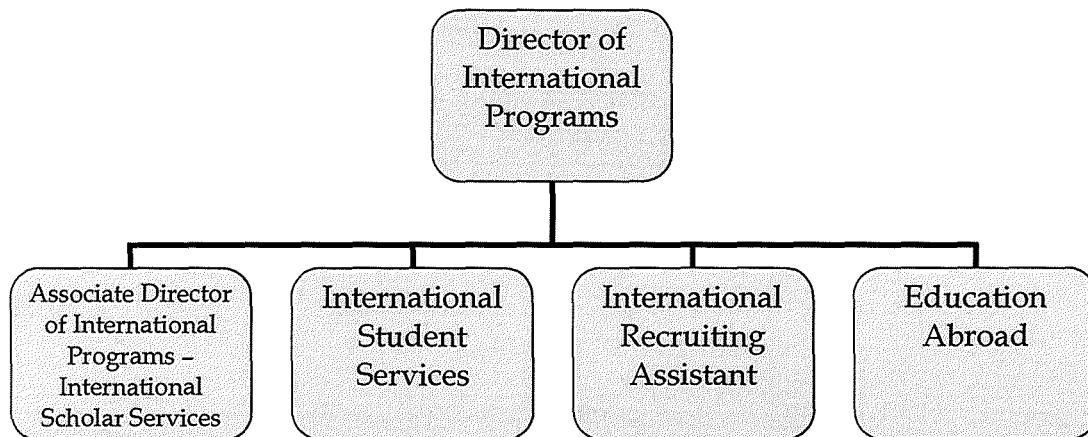 Director of
International
Programs
Associate Director
of International
Programs –
International
Scholar Services
International
Student
Services
International
Recruiting
Assistant
Education
Abroad